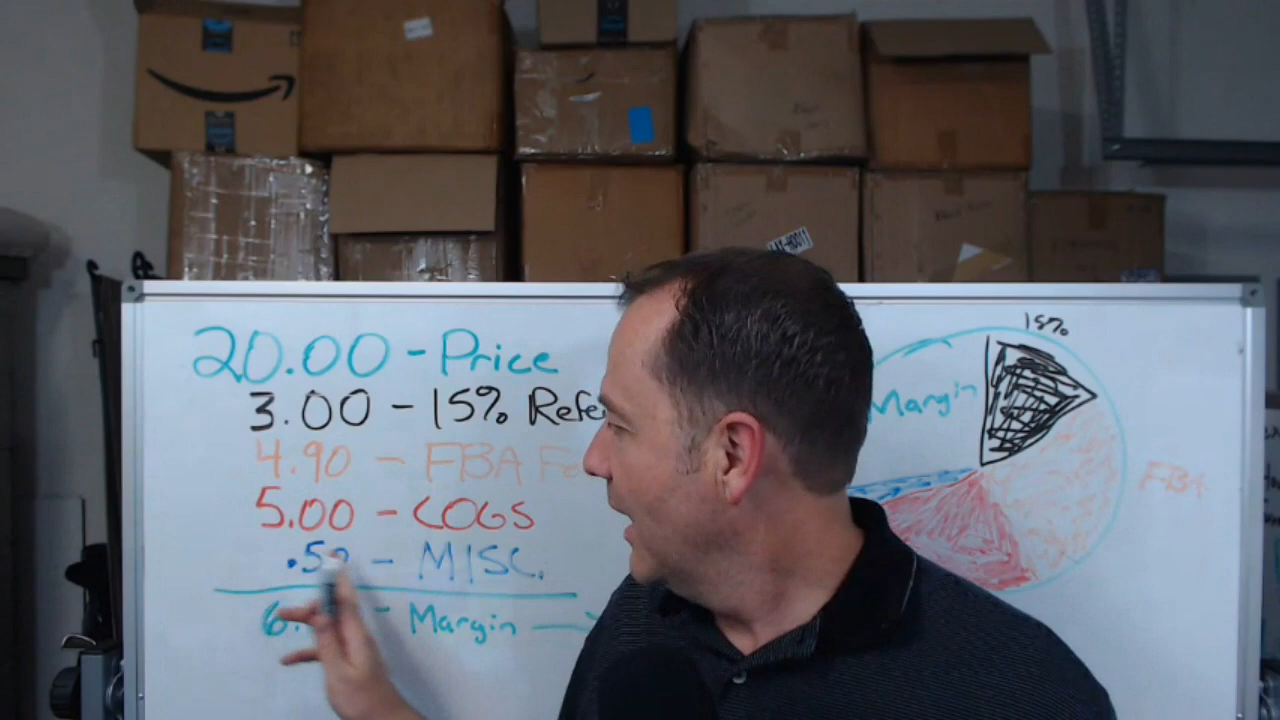 20.00 - Price
3.00 - 15% Refe
4.90 - FBA Fe
5.00 - COGS
.50 - MISC.
6. - Margin
15%
Margin
FBA